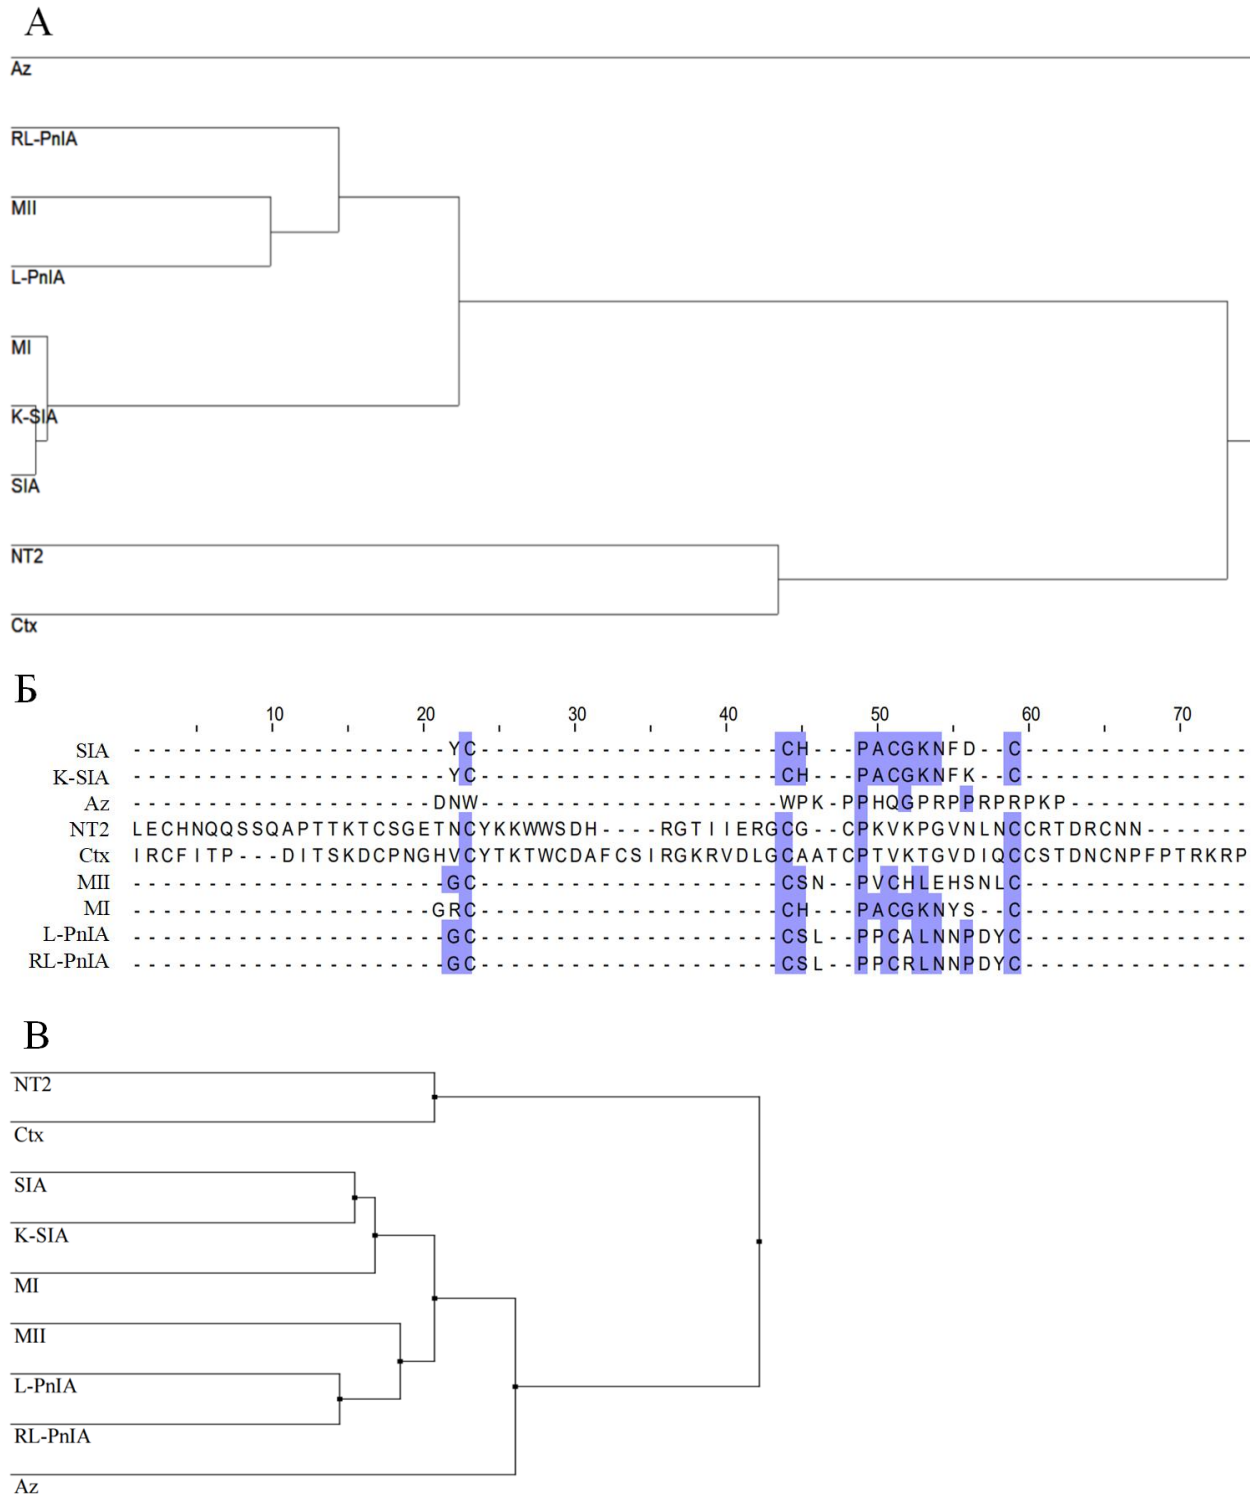 A
Az
RL-PnIA
MII
L-PnIA
MI
K-SIA
SIA
NT2
Ctx
Б
10 20 30 40 50 60 70
SIA ---------------------YC--------------------CH---PACGKNFD--C---------------
K-SIA ---------------------YC--------------------CH---PACGKNFK--C---------------
Az --------------------DNW--------------------WPK-PPHQGPRPPRPRPKP------------
NT2 LECHNQQSSQAPTTKTCSGETNCYKKWWSDH----RGTIIERGCG--CPKVKPGVNLNCCRTDRCNN-------
Ctx IRCFITP---DITSKDCPNGHVCYTKTWCDAFCSIRGKRVDLGCAATCPTVKTGVDIQCCSTDNCNPFPTRKRP
MII ---------------------GC--------------------CSN--PVCHLEHSNLC---------------
MI --------------------GRC--------------------CH---PACGKNYS--C---------------
L-PnIA ---------------------GC--------------------CSL--PPCALNNPDYC---------------
RL-PnIA ---------------------GC--------------------CSL--PPCRLNNPDYC---------------
В
NT2
Ctx
SIA
K-SIA
MI
MII
L-PnIA
RL-PnIA
Az